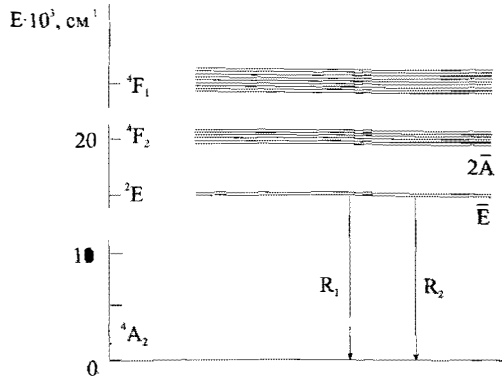 E·10³, см⁻¹
⁴F₁
20
⁴F₂
2Ā
²E
Ē
10
R₁
R₂
⁴A₂
0